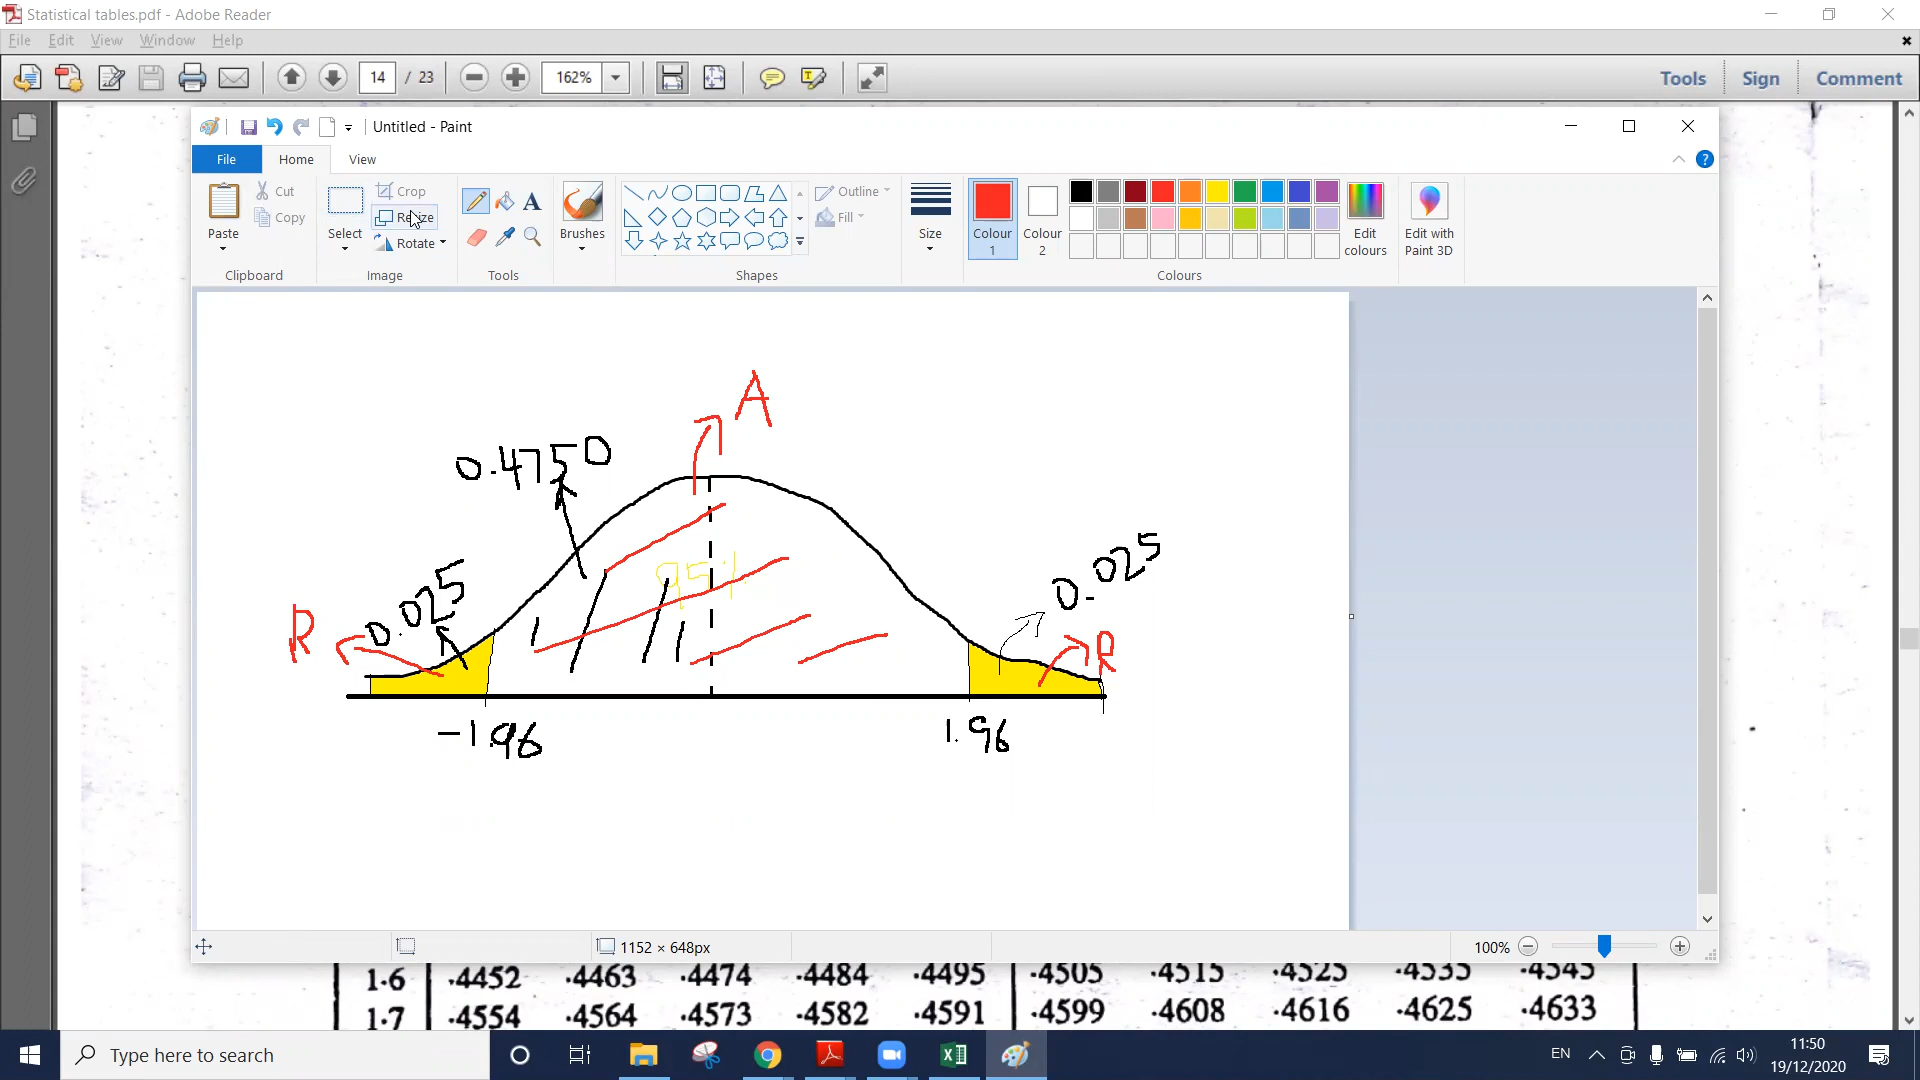 Statistical tables.pdf - Adobe Reader
File Edit View Window Help
14 / 23 162% Tools Sign Comment
Untitled - Paint
File Home View
Paste Cut Copy Select Crop Resize Rotate Brushes Outline Fill Size Colour 1 Colour 2 Edit colours Edit with Paint 3D
Clipboard Image Tools Shapes Colours
A
0.4750
95%
0.025
0.025
R
R
-1.96
1.96
1152 × 648px 100%
1·6 ·4452 ·4463 ·4474 ·4484 ·4495 ·4505 ·4515 ·4525 ·4535 ·4545
1·7 ·4554 ·4564 ·4573 ·4582 ·4591 ·4599 ·4608 ·4616 ·4625 ·4633
Type here to search
EN
11:50
19/12/2020